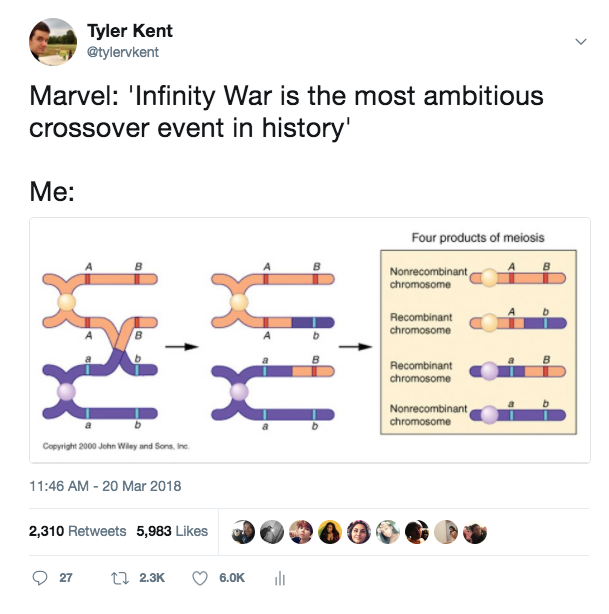 Tyler Kent
@tylervkent
Marvel: 'Infinity War is the most ambitious
crossover event in history'
Me:
Four products of meiosis
A B
A B
a b
a b
A B
A b
a B
a b
Nonrecombinant
chromosome
A B
Recombinant
chromosome
A b
Recombinant
chromosome
a B
Nonrecombinant
chromosome
a b
Copyright 2000 John Wiley and Sons, Inc.
11:46 AM - 20 Mar 2018
2,310 Retweets 5,983 Likes
27 2.3K 6.0K